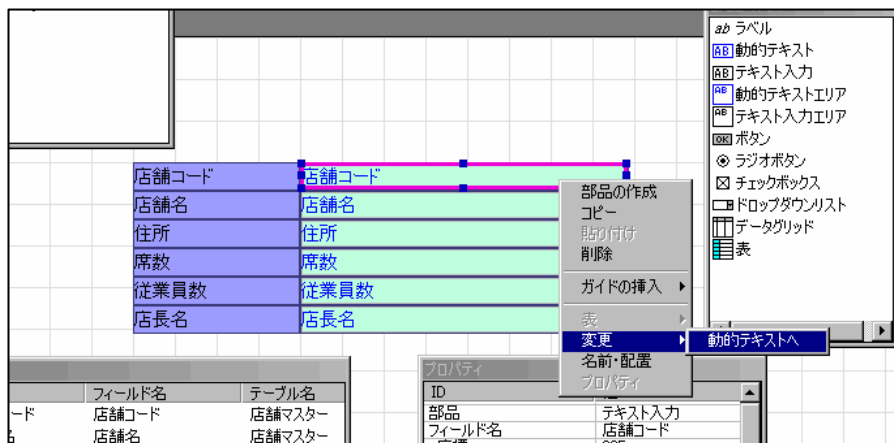 ab ラベル
AB 動的テキスト
AB テキスト入力
AB 動的テキストエリア
AB テキスト入力エリア
OK ボタン
ラジオボタン
チェックボックス
ドロップダウンリスト
データグリッド
表
店舗コード 店舗コード
店舗名 店舗名
住所 住所
席数 席数
従業員数 従業員数
店長名 店長名
部品の作成
コピー
貼り付け
削除
ガイドの挿入
表
変更 動的テキストへ
名前・配置
プロパティ
フィールド名 テーブル名
ード 店舗コード 店舗マスター
店舗名 店舗マスター
プロパティ
ID
部品 テキスト入力
フィールド名 店舗コード